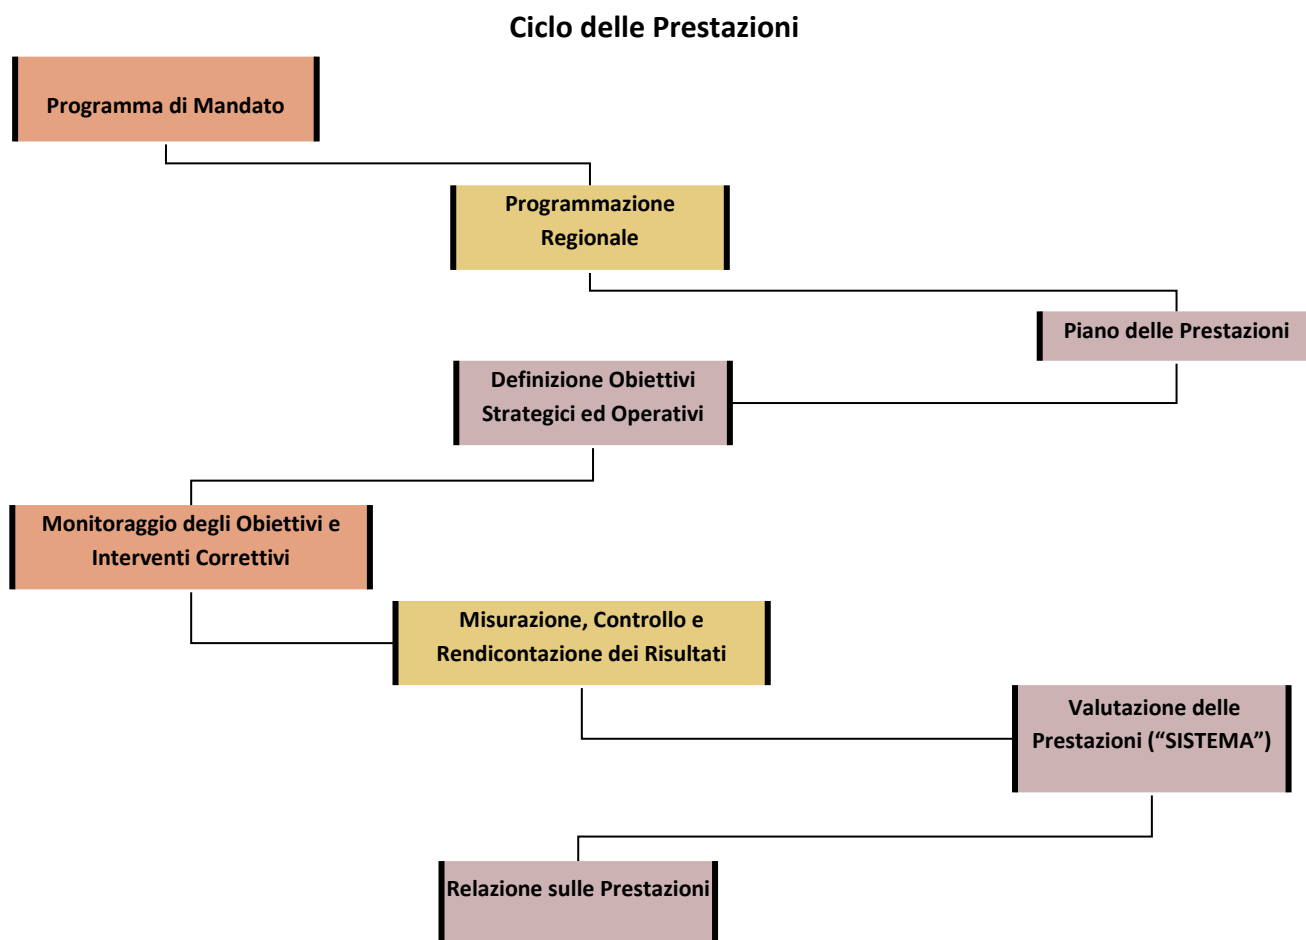 Ciclo delle Prestazioni
Programma di Mandato
Programmazione
Regionale
Piano delle Prestazioni
Definizione Obiettivi
Strategici ed Operativi
Monitoraggio degli Obiettivi e
Interventi Correttivi
Misurazione, Controllo e
Rendicontazione dei Risultati
Valutazione delle
Prestazioni (“SISTEMA”)
Relazione sulle Prestazioni